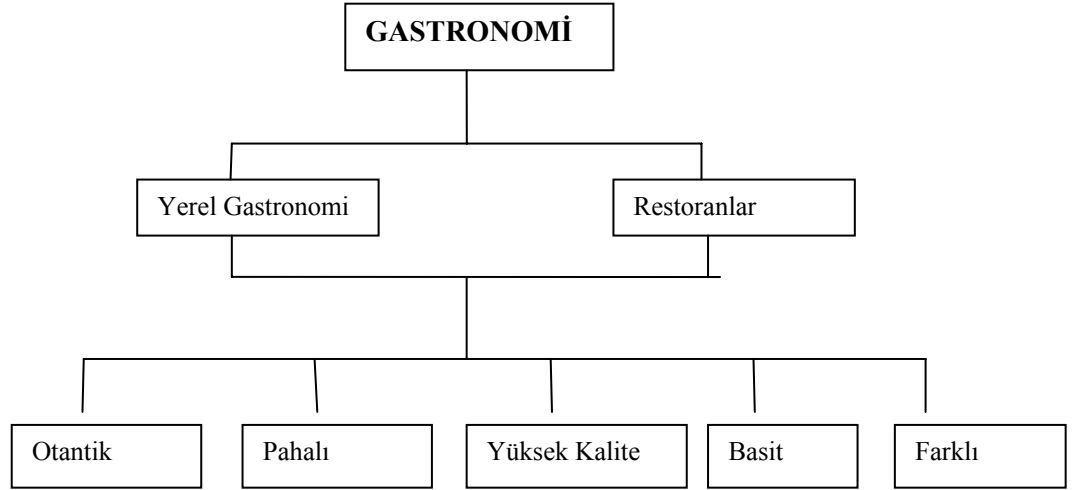 GASTRONOMİ
Yerel Gastronomi
Restoranlar
Otantik
Pahalı
Yüksek Kalite
Basit
Farklı